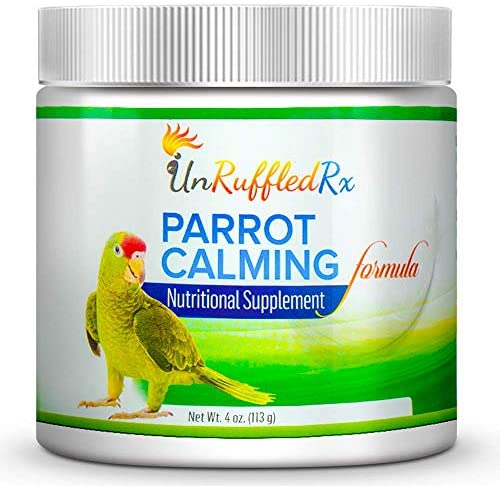 UnRuffledRx
PARROT
CALMING
formula
Nutritional Supplement
Net Wt. 4 oz. (113 g)